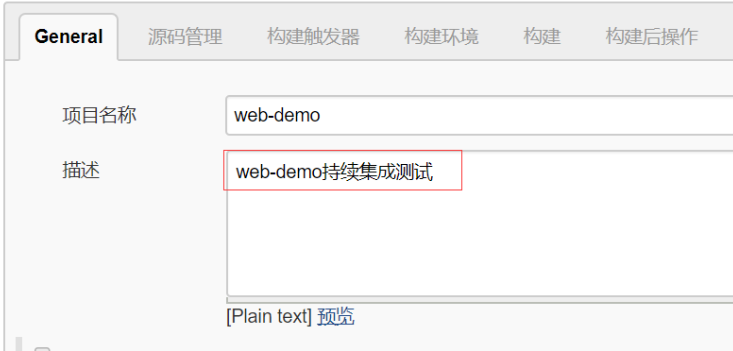 General 源码管理 构建触发器 构建环境 构建 构建后操作
项目名称 web-demo
描述 web-demo持续集成测试
[Plain text] 预览